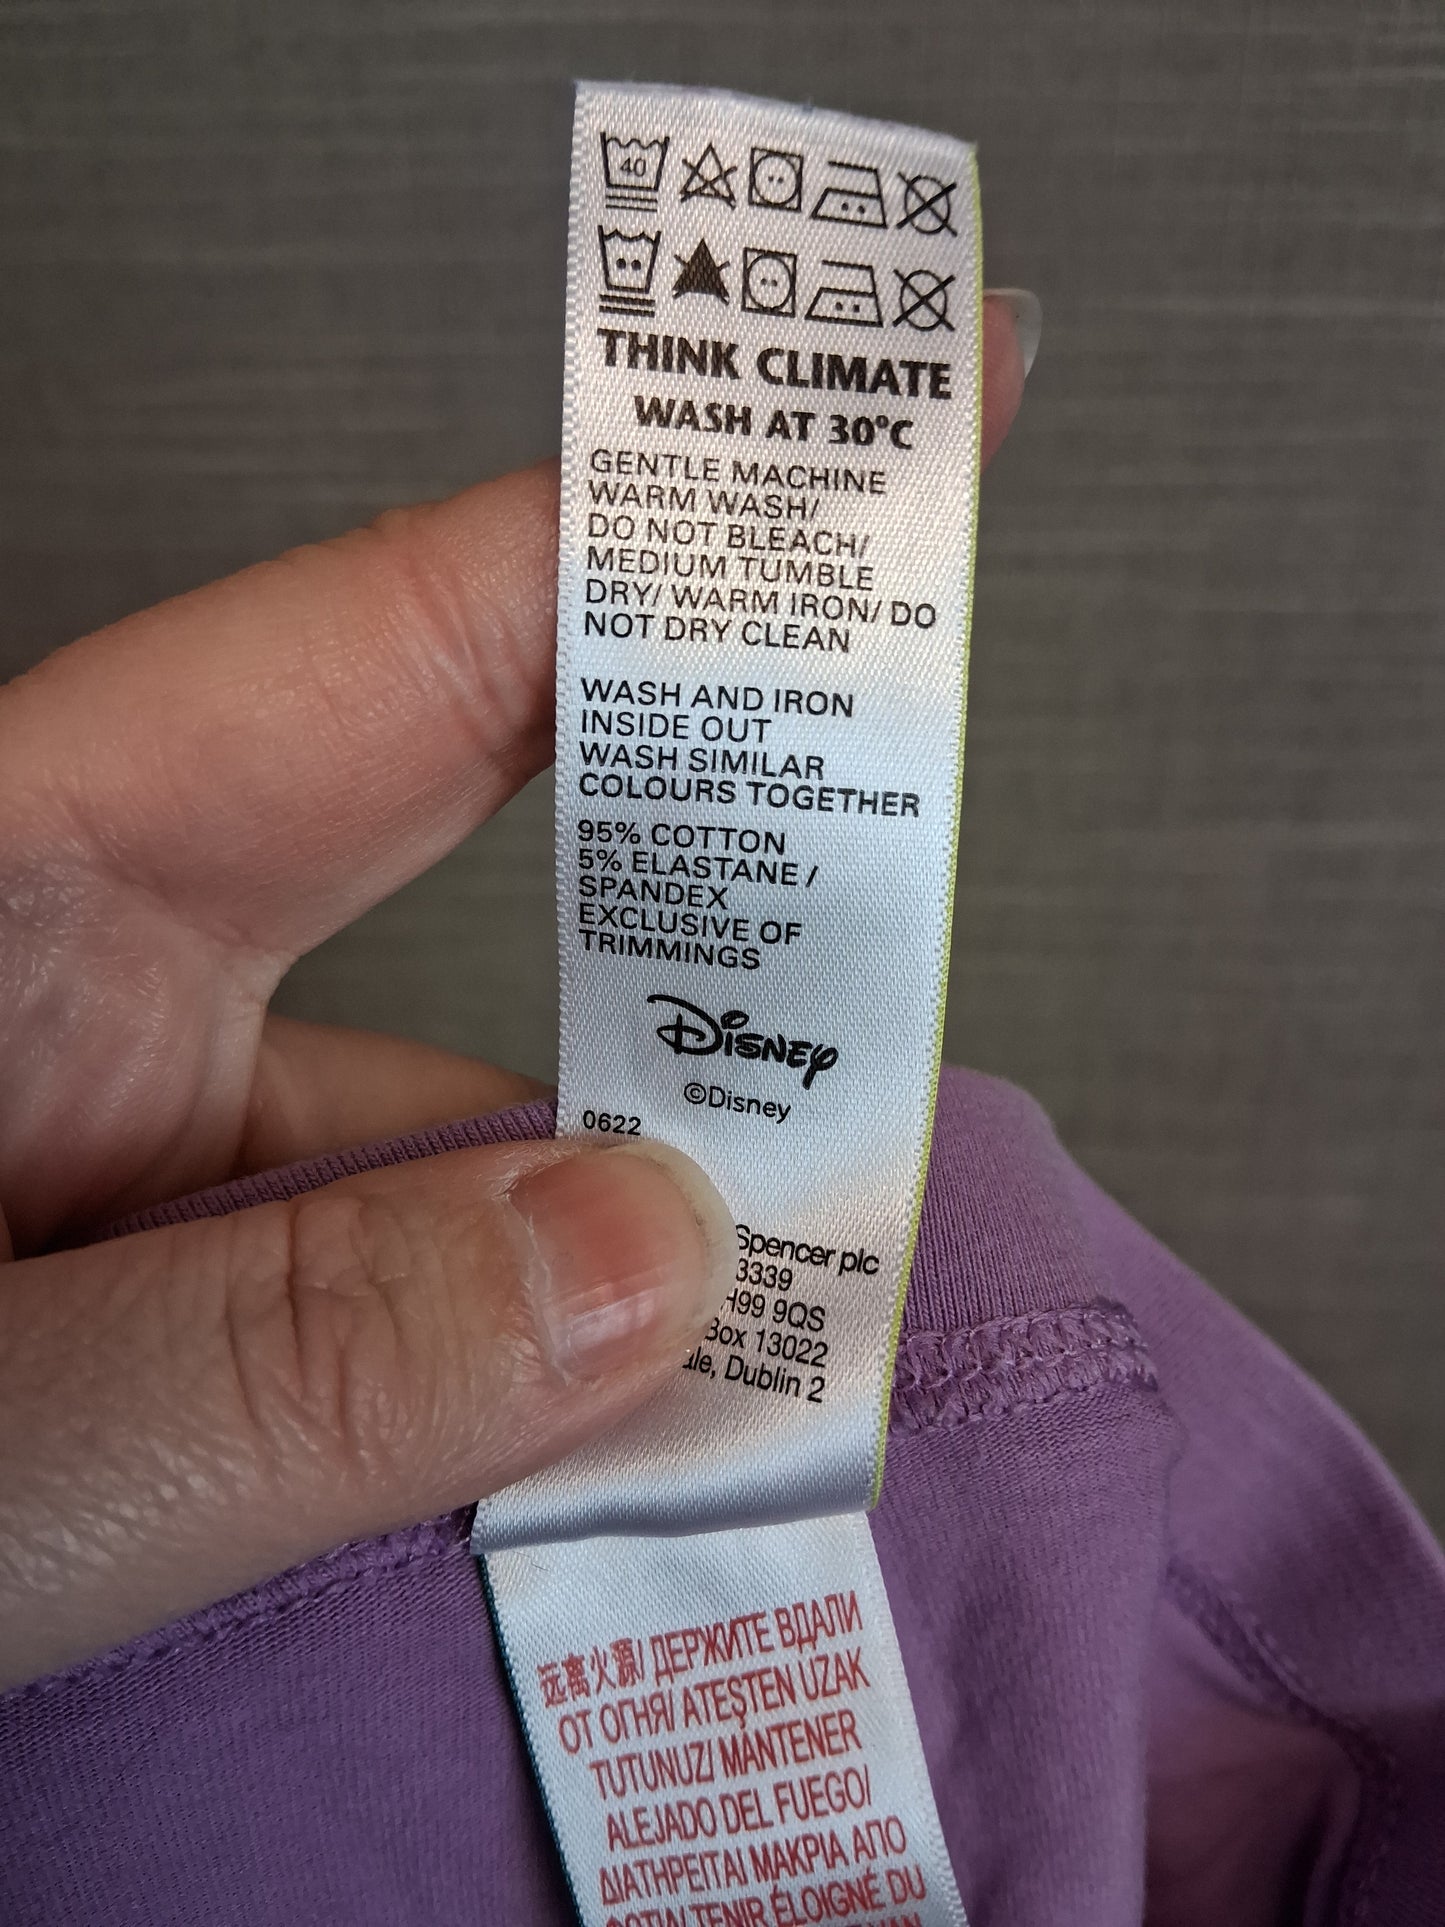 40
THINK CLIMATE
WASH AT 30°C
GENTLE MACHINE
WARM WASH/
DO NOT BLEACH/
MEDIUM TUMBLE
DRY/ WARM IRON/ DO
NOT DRY CLEAN
WASH AND IRON
INSIDE OUT
WASH SIMILAR
COLOURS TOGETHER
95% COTTON
5% ELASTANE /
SPANDEX
EXCLUSIVE OF
TRIMMINGS
Disney
©Disney
0622
Spencer plc
3339
H99 9QS
Box 13022
Dublin 2
远离火源/ ДЕРЖИТЕ ВДАЛИ
ОТ ОГНЯ/ ATEŞTEN UZAK
TUTUNUZ/ MANTENER
ALEJADO DEL FUEGO/
ΔΙΑΤΗΡΕΙΤΑΙ ΜΑΚΡΙΑ ΑΠΟ
ΦΩΤΙΑ/ TENIR ÉLOIGNÉ DU